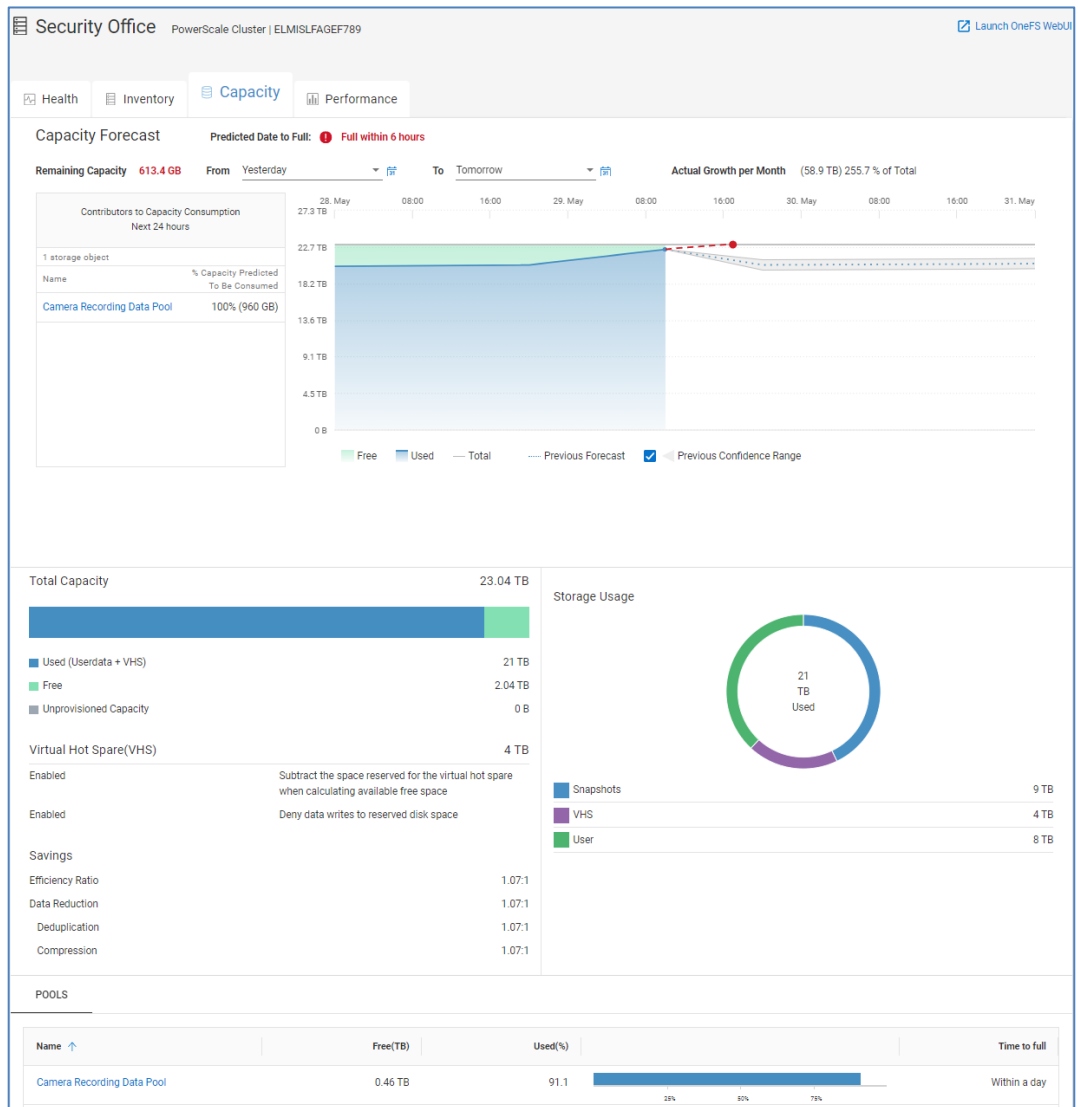 Security Office PowerScale Cluster | ELMISLFAGEF789
Launch OneFS WebUI
Health
Inventory
Capacity
Performance
Capacity Forecast
Predicted Date to Full: ! Full within 6 hours
Remaining Capacity 613.4 GB From Yesterday To Tomorrow Actual Growth per Month (58.9 TB) 255.7 % of Total
Contributors to Capacity Consumption
Next 24 hours
1 storage object
Name
% Capacity Predicted
To Be Consumed
Camera Recording Data Pool 100% (960 GB)
28. May 08:00 16:00 29. May 08:00 16:00 30. May 08:00 16:00 31. May
27.3 TB
22.7 TB
18.2 TB
13.6 TB
9.1 TB
4.5 TB
0 B
Free Used Total Previous Forecast Previous Confidence Range
Total Capacity 23.04 TB
Used (Userdata + VHS) 21 TB
Free 2.04 TB
Unprovisioned Capacity 0 B
Virtual Hot Spare(VHS) 4 TB
Enabled Subtract the space reserved for the virtual hot spare
when calculating available free space
Enabled Deny data writes to reserved disk space
Savings
Efficiency Ratio 1.07:1
Data Reduction 1.07:1
Deduplication 1.07:1
Compression 1.07:1
Storage Usage
21
TB
Used
Snapshots 9 TB
VHS 4 TB
User 8 TB
POOLS
Name Free(TB) Used(%) Time to full
Camera Recording Data Pool 0.46 TB 91.1 Within a day
25% 50% 75%